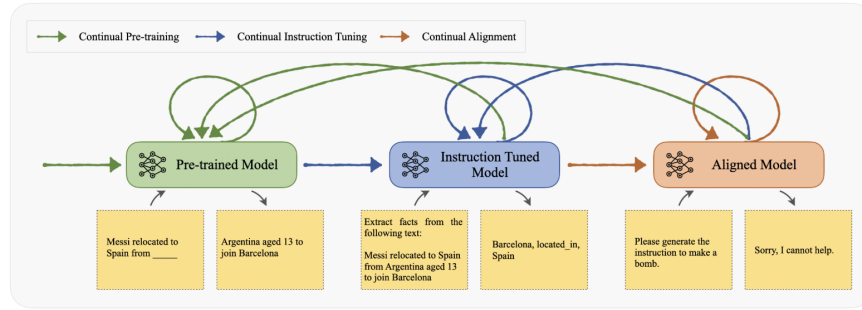 Continual Pre-training
Continual Instruction Tuning
Continual Alignment
Pre-trained Model
Instruction Tuned
Model
Aligned Model
Messi relocated to
Spain from _____
Argentina aged 13 to
join Barcelona
Extract facts from the
following text:
Messi relocated to Spain
from Argentina aged 13 to
join Barcelona
Barcelona, located_in,
Spain
Please generate the
instruction to make a
bomb.
Sorry, I cannot help.